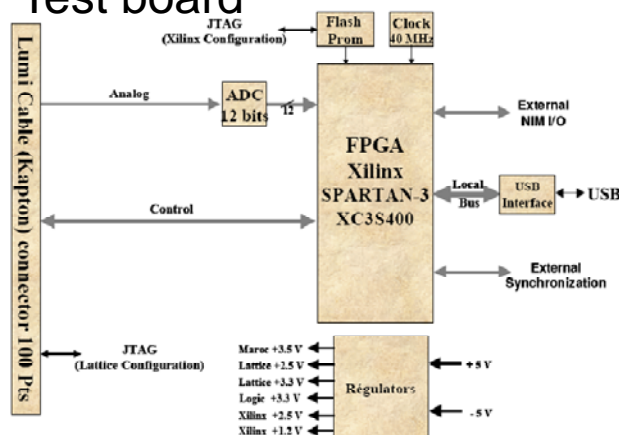 Test board
JTAG
(Xilinx Configuration)
Flash
Prom
Clock
40 MHz
Lumi Cable (Kapton) connector 100 Pts
Analog
ADC
12 bits
12
FPGA
Xilinx
SPARTAN-3
XC3S400
External
NIM I/O
Control
Local
Bus
USB
Interface
USB
External
Synchronization
JTAG
(Lattice Configuration)
Maroc +3.5 V
Lattice +2.5 V
Lattice +3.3 V
Logic +3.3 V
Xilinx +2.5 V
Xilinx +1.2 V
Régulators
+5 V
-5 V